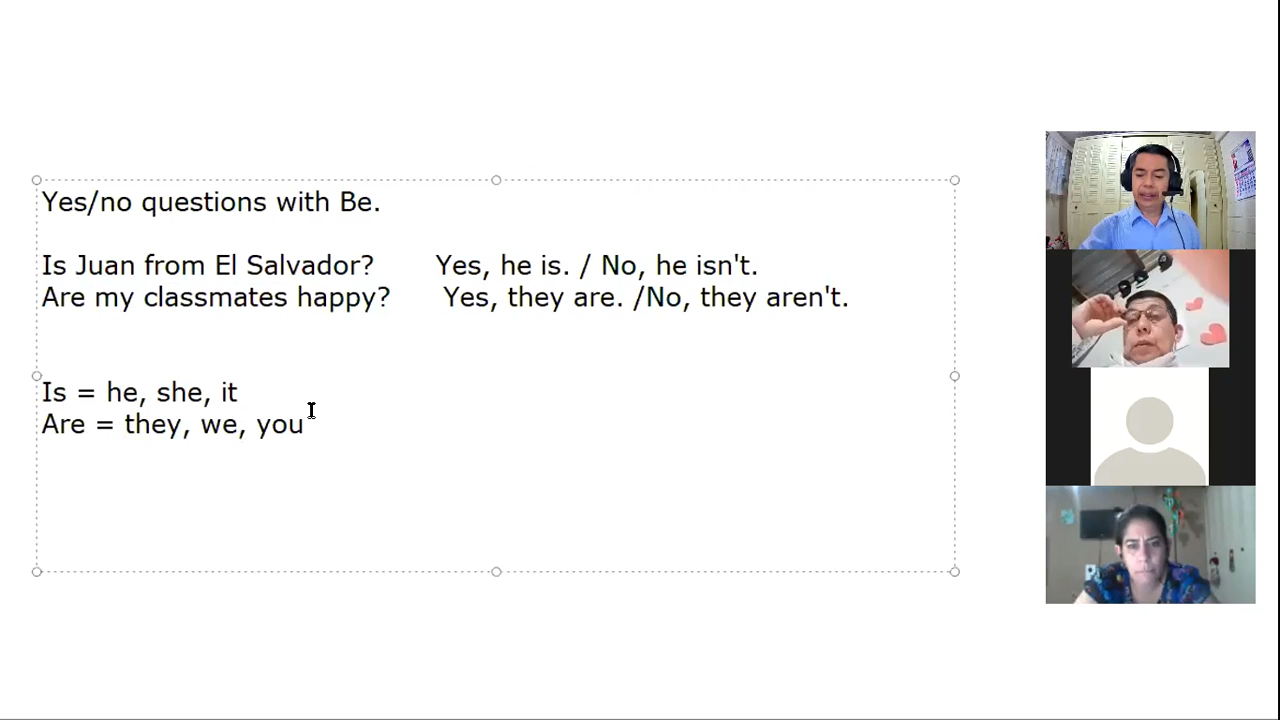 Yes/no questions with Be.
Is Juan from El Salvador? Yes, he is. / No, he isn't.
Are my classmates happy? Yes, they are. /No, they aren't.
Is = he, she, it
Are = they, we, you